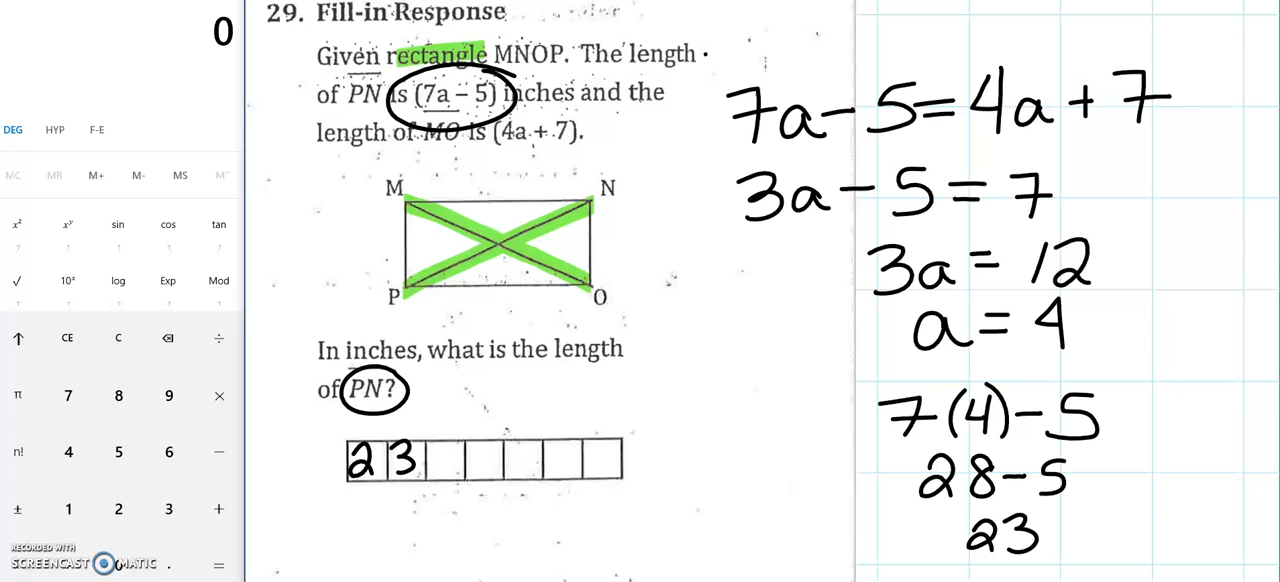 0
DEG HYP F-E
MC MR M+ M- MS M˅
x² xʸ sin cos tan
√ 10ˣ log Exp Mod
↑ CE C ⌫ ÷
π 7 8 9 ×
n! 4 5 6 −
± 1 2 3 +
0 . =
RECORDED WITH
SCREENCAST MATIC
29. Fill-in Response
Given rectangle MNOP. The length
of PN is (7a − 5) inches and the
length of MO is (4a + 7).
M N
P O
In inches, what is the length
of PN?
2 3
7a − 5 = 4a + 7
3a − 5 = 7
3a = 12
a = 4
7(4) − 5
28 − 5
23